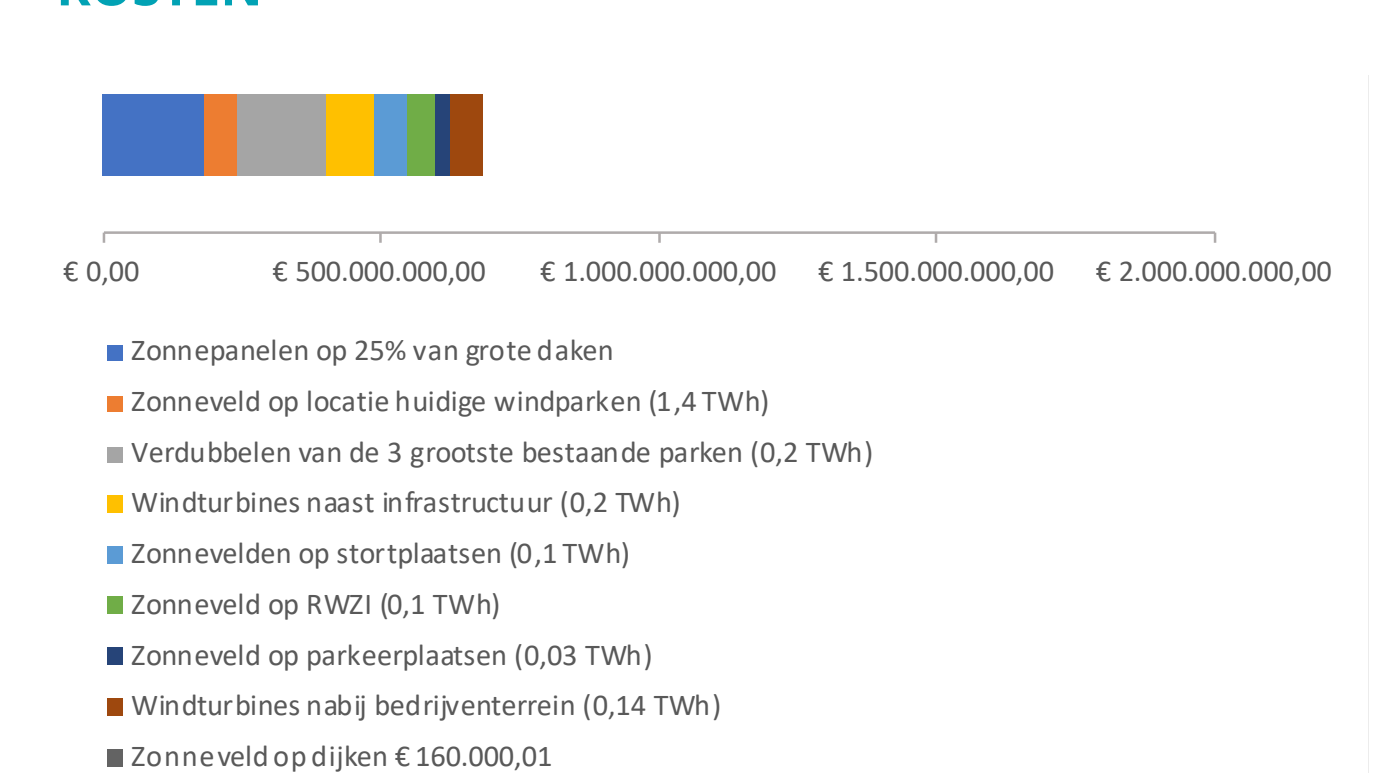 KOSTEN
€ 0,00 € 500.000.000,00 € 1.000.000.000,00 € 1.500.000.000,00 € 2.000.000.000,00
Zonnepanelen op 25% van grote daken
Zonneveld op locatie huidige windparken (1,4 TWh)
Verdubbelen van de 3 grootste bestaande parken (0,2 TWh)
Windturbines naast infrastructuur (0,2 TWh)
Zonnevelden op stortplaatsen (0,1 TWh)
Zonneveld op RWZI (0,1 TWh)
Zonneveld op parkeerplaatsen (0,03 TWh)
Windturbines nabij bedrijventerrein (0,14 TWh)
Zonneveld op dijken € 160.000,01